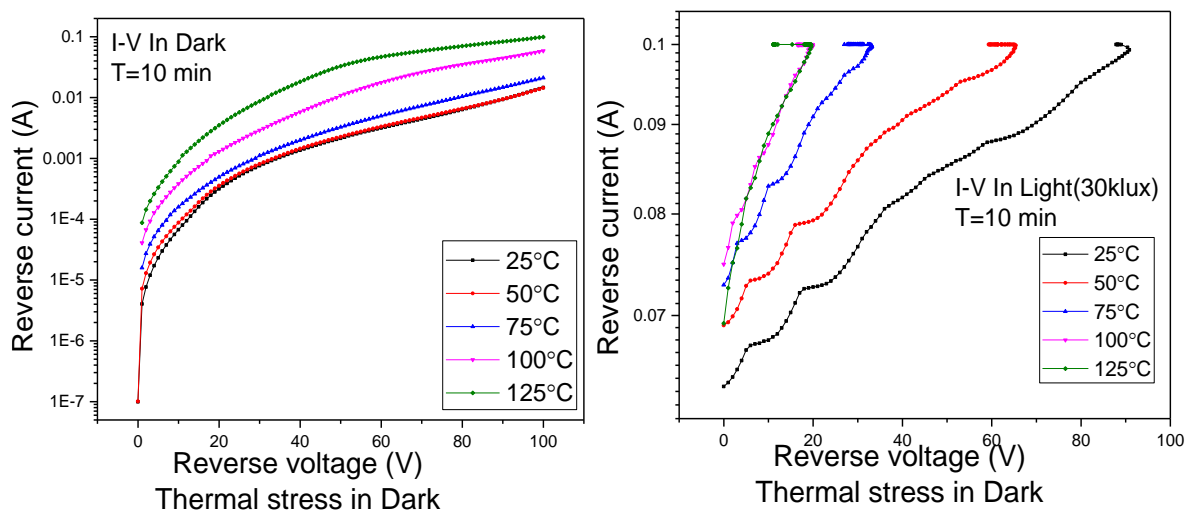 I-V In Dark
T=10 min
0.1
0.01
0.001
1E-4
1E-5
1E-6
1E-7
Reverse current (A)
25°C
50°C
75°C
100°C
125°C
0 20 40 60 80 100
Reverse voltage (V)
Thermal stress in Dark
0.1
0.09
0.08
0.07
Reverse current (A)
I-V In Light(30klux)
T=10 min
25°C
50°C
75°C
100°C
125°C
0 20 40 60 80 100
Reverse voltage (V)
Thermal stress in Dark